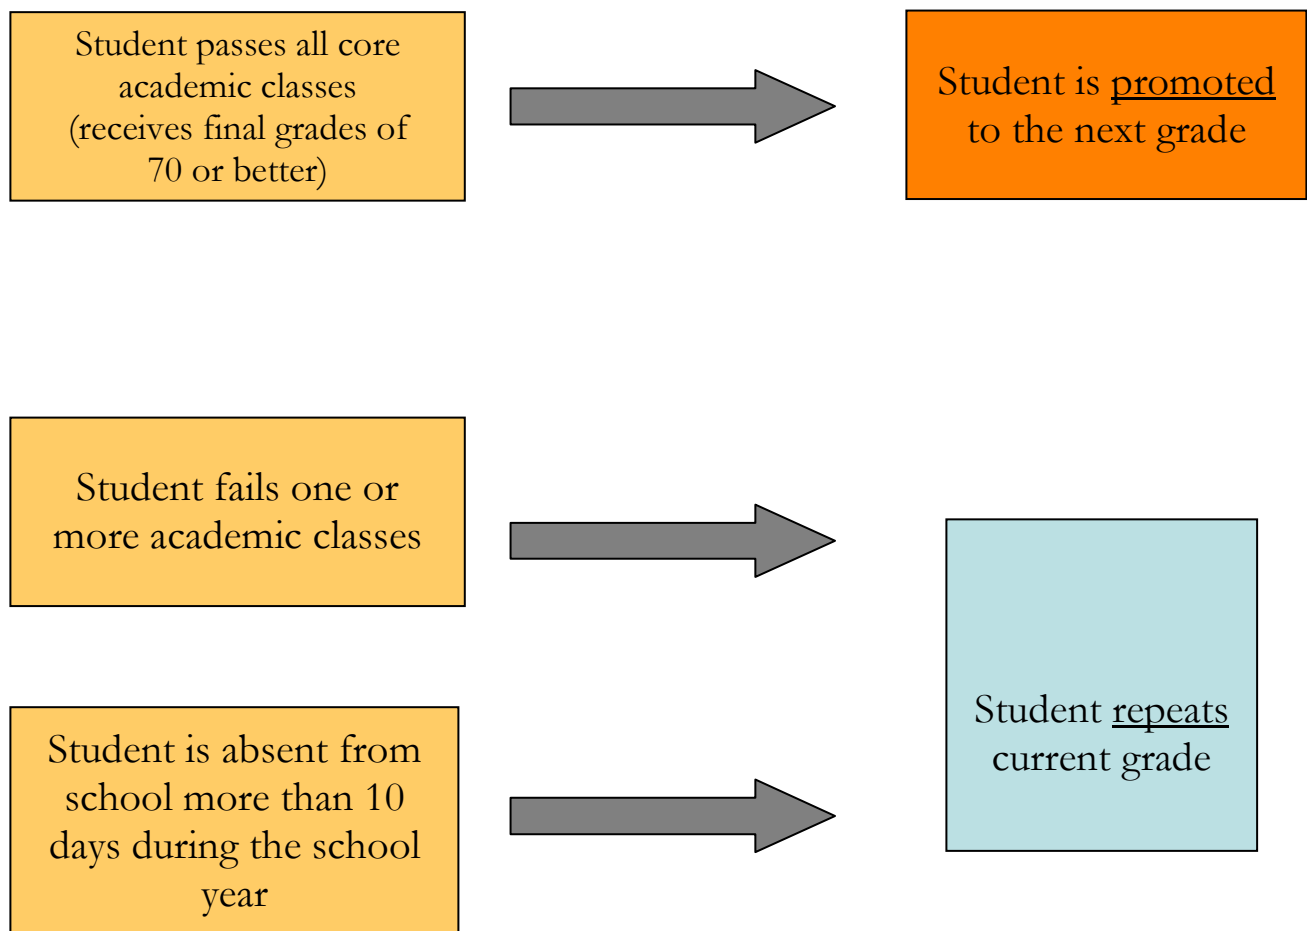 Student passes all core
academic classes
(receives final grades of
70 or better)
Student is promoted
to the next grade
Student fails one or
more academic classes
Student repeats
current grade
Student is absent from
school more than 10
days during the school
year